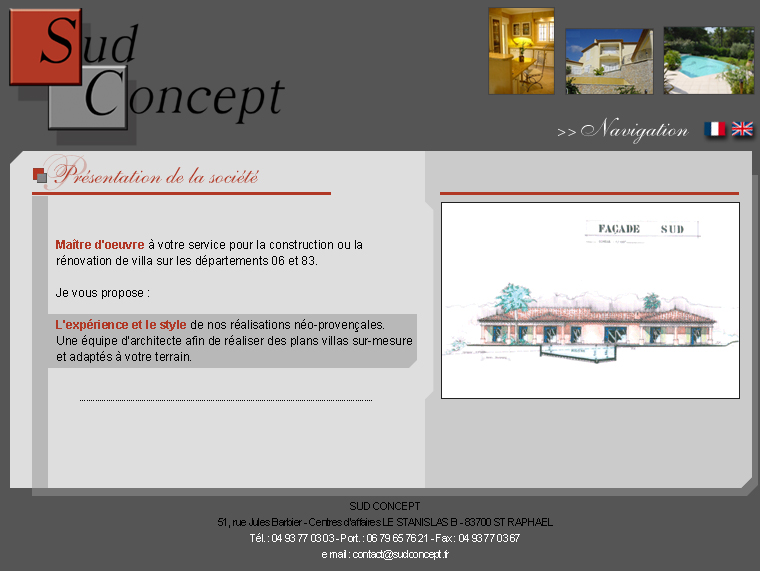 Sud
Concept
>> Navigation
Présentation de la société
Maître d'oeuvre à votre service pour la construction ou la
rénovation de villa sur les départements 06 et 83.
Je vous propose :
L'expérience et le style de nos réalisations néo-provençales.
Une équipe d'architecte afin de réaliser des plans villas sur-mesure
et adaptés à votre terrain.
FAÇADE SUD
SUD CONCEPT
51, rue Jules Barbier - Centres d'affaires LE STANISLAS B - 83700 ST RAPHAEL
Tél. : 04 93 77 03 03 - Port. : 06 79 65 76 21 - Fax : 04 93 77 03 67
e mail : contact@sudconcept.fr